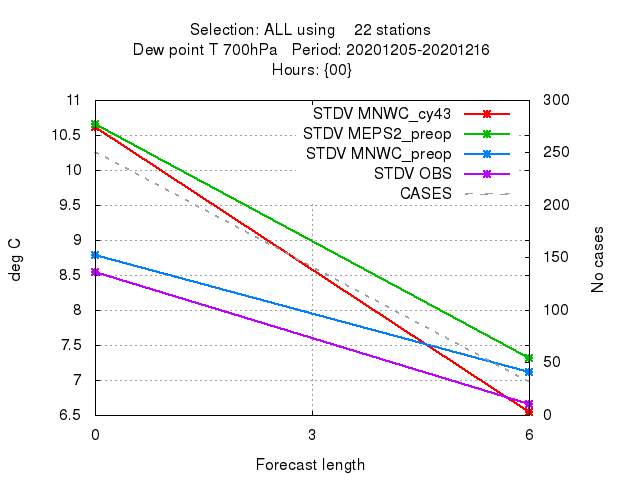 Selection: ALL using    22 stations
Dew point T 700hPa   Period: 20201205-20201216
Hours: {00}
11
10.5
10
9.5
9
8.5
8
7.5
7
6.5
300
250
200
150
100
50
0
STDV MNWC_cy43
STDV MEPS2_preop
STDV MNWC_preop
STDV OBS
CASES
deg C
No cases
0
3
6
Forecast length